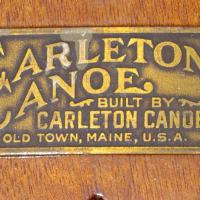 CARLETON
CANOE
BUILT BY
CARLETON CANOE
OLD TOWN, MAINE, U.S.A.